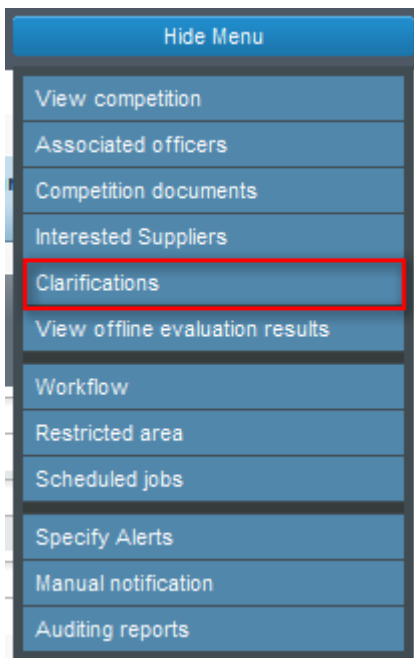 Hide Menu
View competition
Associated officers
Competition documents
Interested Suppliers
Clarifications
View offline evaluation results
Workflow
Restricted area
Scheduled jobs
Specify Alerts
Manual notification
Auditing reports